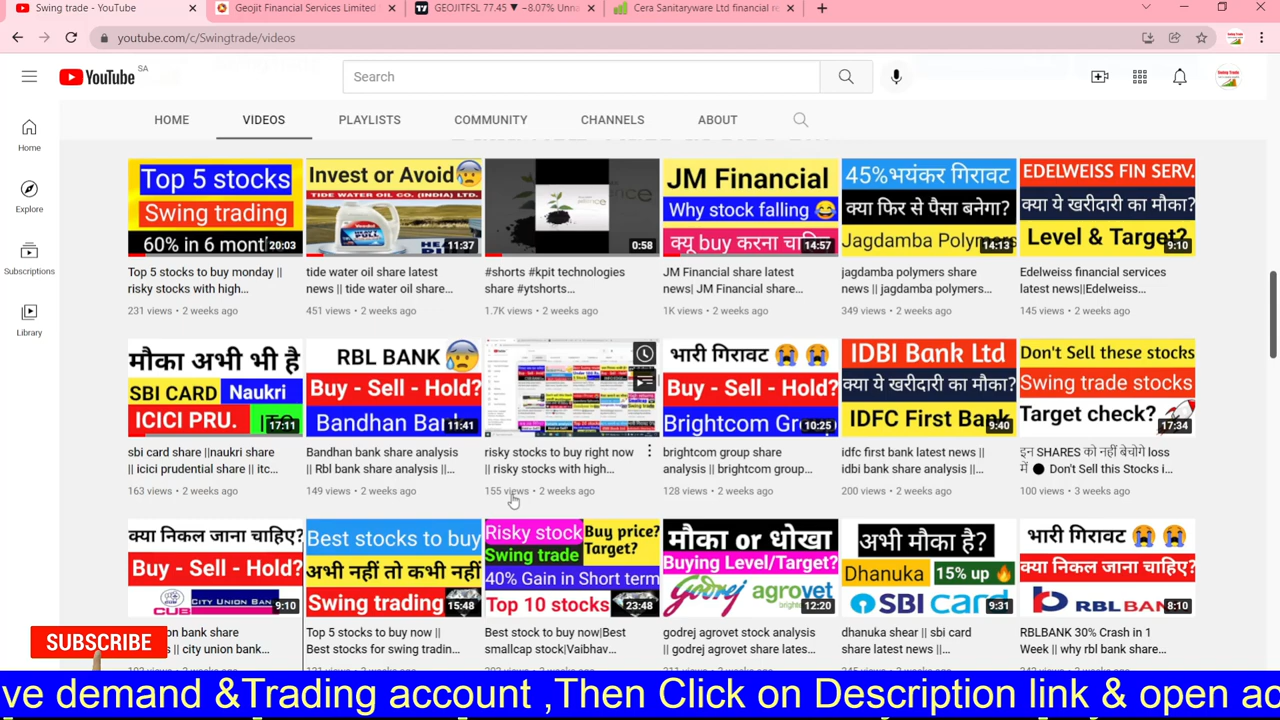 Swing trade - YouTube
Geojit Financial Services Limited
GEOJITFSL 77.45 ▼ −8.07% Unna
Cera Sanitaryware Ltd financial re
youtube.com/c/Swingtrade/videos
YouTube SA
Search
HOME VIDEOS PLAYLISTS COMMUNITY CHANNELS ABOUT
Home
Explore
Subscriptions
Library
Top 5 stocks
Swing trading
60% in 6 mont
20:03
Top 5 stocks to buy monday ||
risky stocks with high...
231 views • 2 weeks ago
Invest or Avoid
TIDE WATER OIL CO. (INDIA) LTD.
11:37
tide water oil share latest
news || tide water oil share...
451 views • 2 weeks ago
0:58
#shorts #kpit technologies
share #ytshorts...
1.7K views • 2 weeks ago
JM Financial
Why stock falling
क्यू buy करना चाहि
14:57
JM Financial share latest
news| JM Financial share...
1K views • 2 weeks ago
45%भयंकर गिरावट
क्या फिर से पैसा बनेगा?
Jagdamba Polymers
14:13
jagdamba polymers share
news || jagdamba polymers...
349 views • 2 weeks ago
EDELWEISS FIN SERV.
क्या ये खरीदारी का मौका?
Level & Target?
9:10
Edelweiss financial services
latest news||Edelweiss...
145 views • 2 weeks ago
मौका अभी भी है
SBI CARD Naukri
ICICI PRU. ITC
17:11
sbi card share ||naukri share
|| icici prudential share || itc...
163 views • 2 weeks ago
RBL BANK
Buy - Sell - Hold?
Bandhan Bank
11:41
Bandhan bank share analysis
|| Rbl bank share analysis ||...
149 views • 2 weeks ago
risky stocks to buy right now
|| risky stocks with high...
155 views • 2 weeks ago
भारी गिरावट
Buy - Sell - Hold?
Brightcom Gr
10:25
brightcom group share
analysis || brightcom group...
128 views • 2 weeks ago
IDBI Bank Ltd
क्या ये खरीदारी का मौका?
IDFC First Bank
9:40
idfc first bank latest news ||
idbi bank share analysis ||...
200 views • 2 weeks ago
Don't Sell these stocks
Swing trade stocks
Target check?
17:34
इन SHARES को नहीं बेचोगे loss
में ⚫ Don't Sell this Stocks i...
100 views • 3 weeks ago
क्या निकल जाना चाहिए?
Buy - Sell - Hold?
CUB CITY UNION BAN
9:10
on bank share
|| city union bank...
Best stocks to buy
अभी नहीं तो कभी नहीं
Swing trading
15:48
Top 5 stocks to buy now ||
Best stocks for swing tradin...
Risky stock
Swing trade
Buy price?
Target?
40% Gain in Short term
Top 10 stocks
23:48
Best stock to buy now|Best
smallcap stock|Vaibhav...
मौका or धोखा
Buying Level/Target?
Godrej agrovet
12:20
godrej agrovet stock analysis
|| godrej agrovet share lates...
अभी मौका है?
Dhanuka 15% up
SBI card
9:31
dhanuka shear || sbi card
share latest news ||...
भारी गिरावट
क्या निकल जाना चाहिए?
RBL BAN
8:10
RBLBANK 30% Crash in 1
Week || why rbl bank share...
SUBSCRIBE
ve demand &Trading account ,Then Click on Description link & open ac